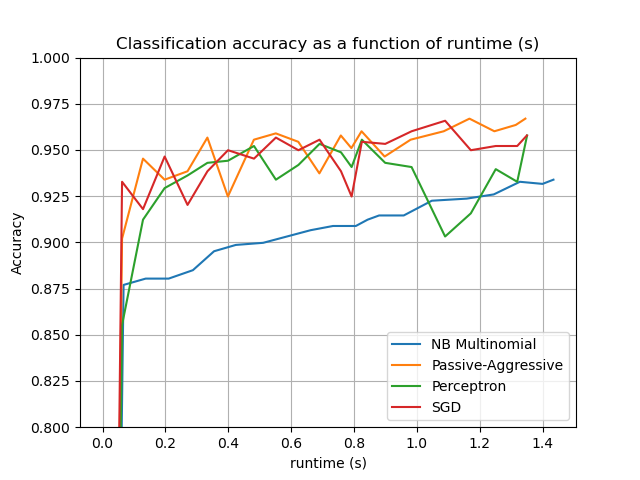 Classification accuracy as a function of runtime (s)
1.000
0.975
0.950
0.925
0.900
0.875
0.850
0.825
0.800
Accuracy
0.0 0.2 0.4 0.6 0.8 1.0 1.2 1.4
runtime (s)
NB Multinomial
Passive-Aggressive
Perceptron
SGD